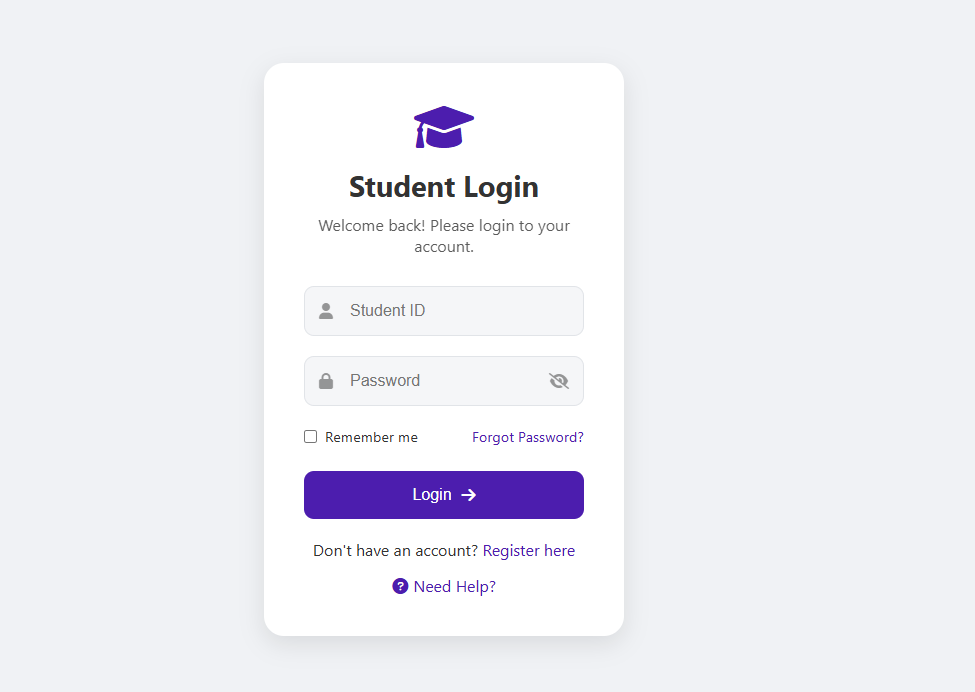 Student Login
Welcome back! Please login to your
account.
Student ID
Password
Remember me
Forgot Password?
Login
Don't have an account? Register here
Need Help?